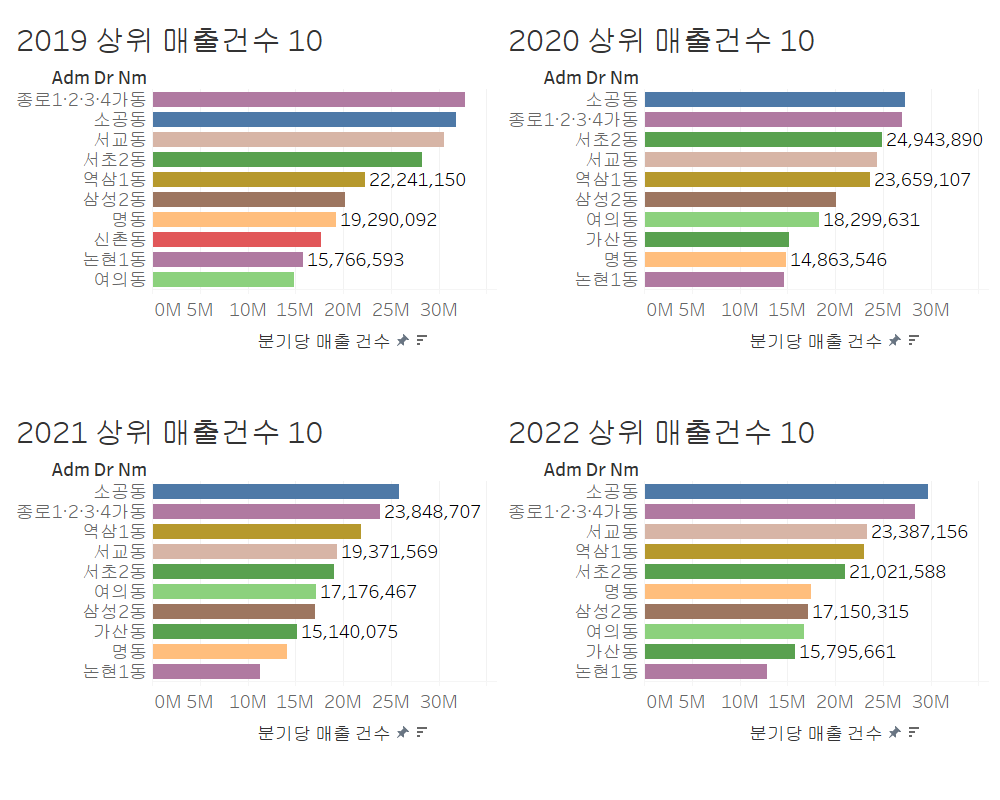 2019 상위 매출건수 10
Adm Dr Nm
종로1·2·3·4가동
소공동
서교동
서초2동
역삼1동 22,241,150
삼성2동
명동 19,290,092
신촌동
논현1동 15,766,593
여의동
0M 5M 10M 15M 20M 25M 30M
분기당 매출 건수
2020 상위 매출건수 10
Adm Dr Nm
소공동
종로1·2·3·4가동
서초2동 24,943,890
서교동
역삼1동 23,659,107
삼성2동
여의동 18,299,631
가산동
명동 14,863,546
논현1동
0M 5M 10M 15M 20M 25M 30M
분기당 매출 건수
2021 상위 매출건수 10
Adm Dr Nm
소공동
종로1·2·3·4가동 23,848,707
역삼1동
서교동 19,371,569
서초2동
여의동 17,176,467
삼성2동
가산동 15,140,075
명동
논현1동
0M 5M 10M 15M 20M 25M 30M
분기당 매출 건수
2022 상위 매출건수 10
Adm Dr Nm
소공동
종로1·2·3·4가동
서교동 23,387,156
역삼1동
서초2동 21,021,588
명동
삼성2동 17,150,315
여의동
가산동 15,795,661
논현1동
0M 5M 10M 15M 20M 25M 30M
분기당 매출 건수